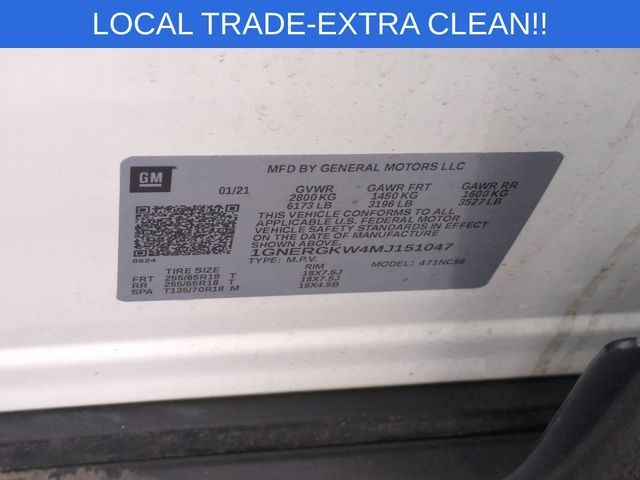 LOCAL TRADE-EXTRA CLEAN!!
GM
MFD BY GENERAL MOTORS LLC
01/21 GVWR GAWR FRT GAWR RR
2800 KG 1450 KG 1600 KG
6173 LB 3196 LB 3527 LB
THIS VEHICLE CONFORMS TO ALL
APPLICABLE U.S. FEDERAL MOTOR
VEHICLE SAFETY STANDARDS IN EFFECT
ON THE DATE OF MANUFACTURE SHOWN ABOVE
1GNERGKW4MJ151047
TYPE: M.P.V. MODEL: 471NC56
8624
TIRE SIZE RIM
FRT 255/65R18 T 18X7.5J
RR 255/65R18 T 18X7.5J
SPA T135/70R18 M 18X4.5B